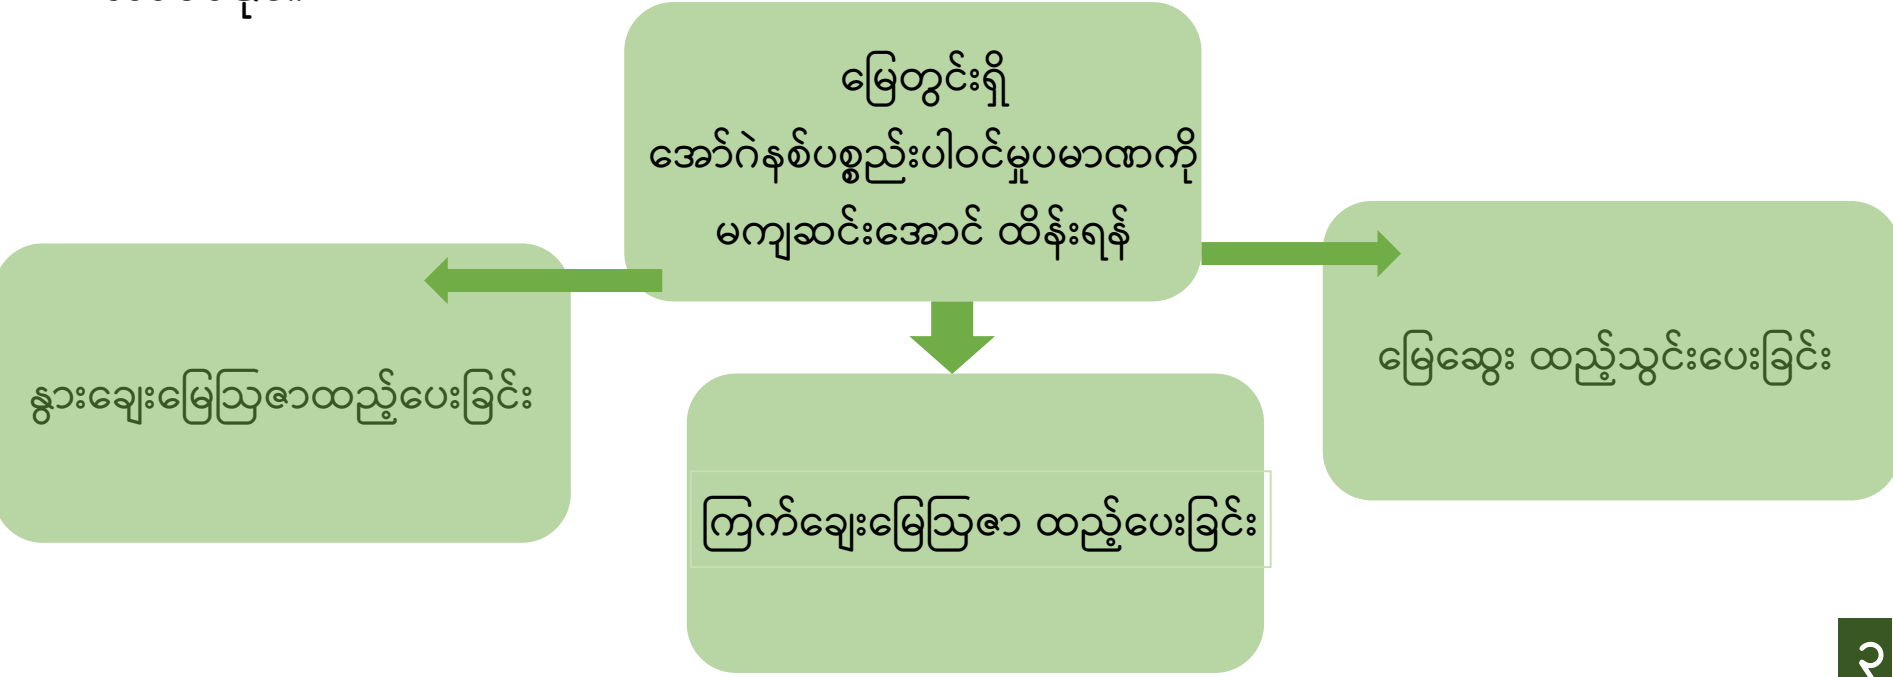 မြေတွင်းရှိ
အော်ဂဲနစ်ပစ္စည်းပါဝင်မှုပမာဏကို
မကျဆင်းအောင် ထိန်းရန်
နွားချေးမြေဩဇာထည့်ပေးခြင်း
ကြက်ချေးမြေဩဇာ ထည့်ပေးခြင်း
မြေဆွေး ထည့်သွင်းပေးခြင်း
၃